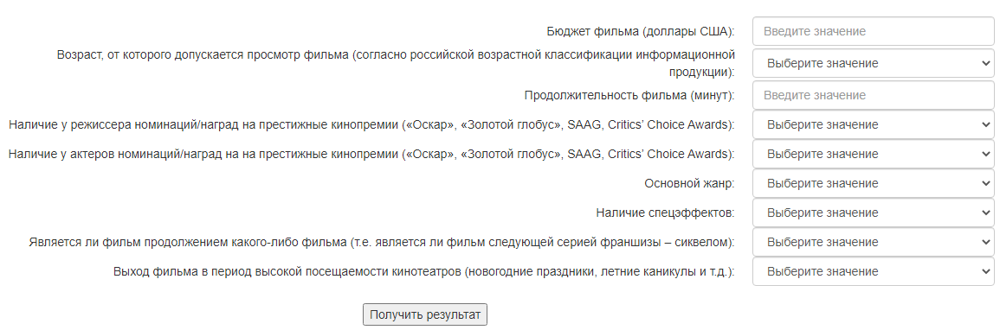 Бюджет фильма (доллары США):
Введите значение
Возраст, от которого допускается просмотр фильма (согласно российской возрастной классификации информационной
продукции):
Выберите значение
Продолжительность фильма (минут):
Введите значение
Наличие у режиссера номинаций/наград на престижные кинопремии («Оскар», «Золотой глобус», SAAG, Critics’ Choice Awards):
Выберите значение
Наличие у актеров номинаций/наград на на престижные кинопремии («Оскар», «Золотой глобус», SAAG, Critics’ Choice Awards):
Выберите значение
Основной жанр:
Выберите значение
Наличие спецэффектов:
Выберите значение
Является ли фильм продолжением какого-либо фильма (т.е. является ли фильм следующей серией франшизы – сиквелом):
Выберите значение
Выход фильма в период высокой посещаемости кинотеатров (новогодние праздники, летние каникулы и т.д.):
Выберите значение
Получить результат